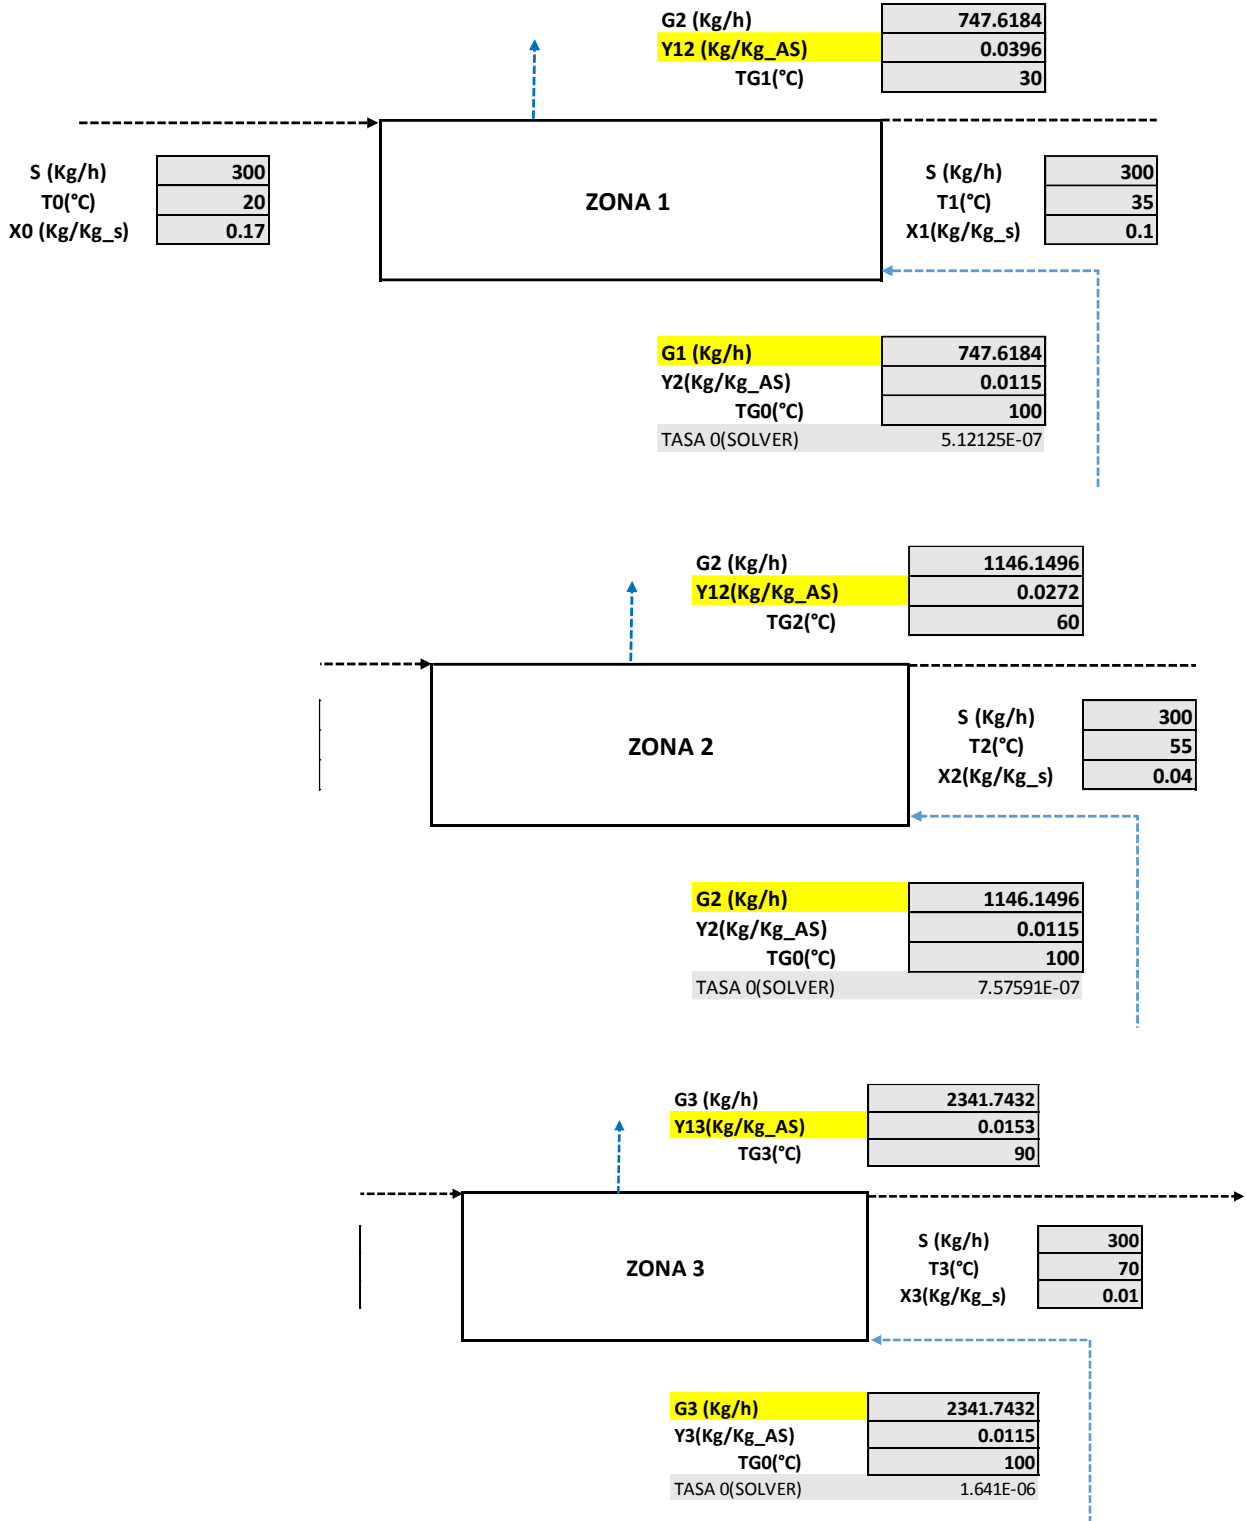 G2 (Kg/h) 747.6184
Y12 (Kg/Kg_AS) 0.0396
TG1(°C) 30
S (Kg/h) 300
T0(°C) 20
X0 (Kg/Kg_s) 0.17
ZONA 1
S (Kg/h) 300
T1(°C) 35
X1(Kg/Kg_s) 0.1
G1 (Kg/h) 747.6184
Y2(Kg/Kg_AS) 0.0115
TG0(°C) 100
TASA 0(SOLVER) 5.12125E-07
G2 (Kg/h) 1146.1496
Y12(Kg/Kg_AS) 0.0272
TG2(°C) 60
ZONA 2
S (Kg/h) 300
T2(°C) 55
X2(Kg/Kg_s) 0.04
G2 (Kg/h) 1146.1496
Y2(Kg/Kg_AS) 0.0115
TG0(°C) 100
TASA 0(SOLVER) 7.57591E-07
G3 (Kg/h) 2341.7432
Y13(Kg/Kg_AS) 0.0153
TG3(°C) 90
ZONA 3
S (Kg/h) 300
T3(°C) 70
X3(Kg/Kg_s) 0.01
G3 (Kg/h) 2341.7432
Y3(Kg/Kg_AS) 0.0115
TG0(°C) 100
TASA 0(SOLVER) 1.641E-06